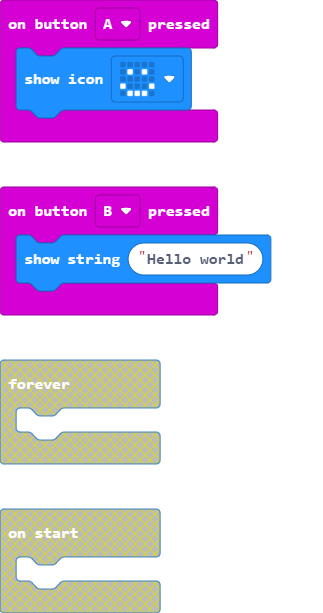 on button A pressed
show icon
on button B pressed
show string "Hello world"
forever
on start